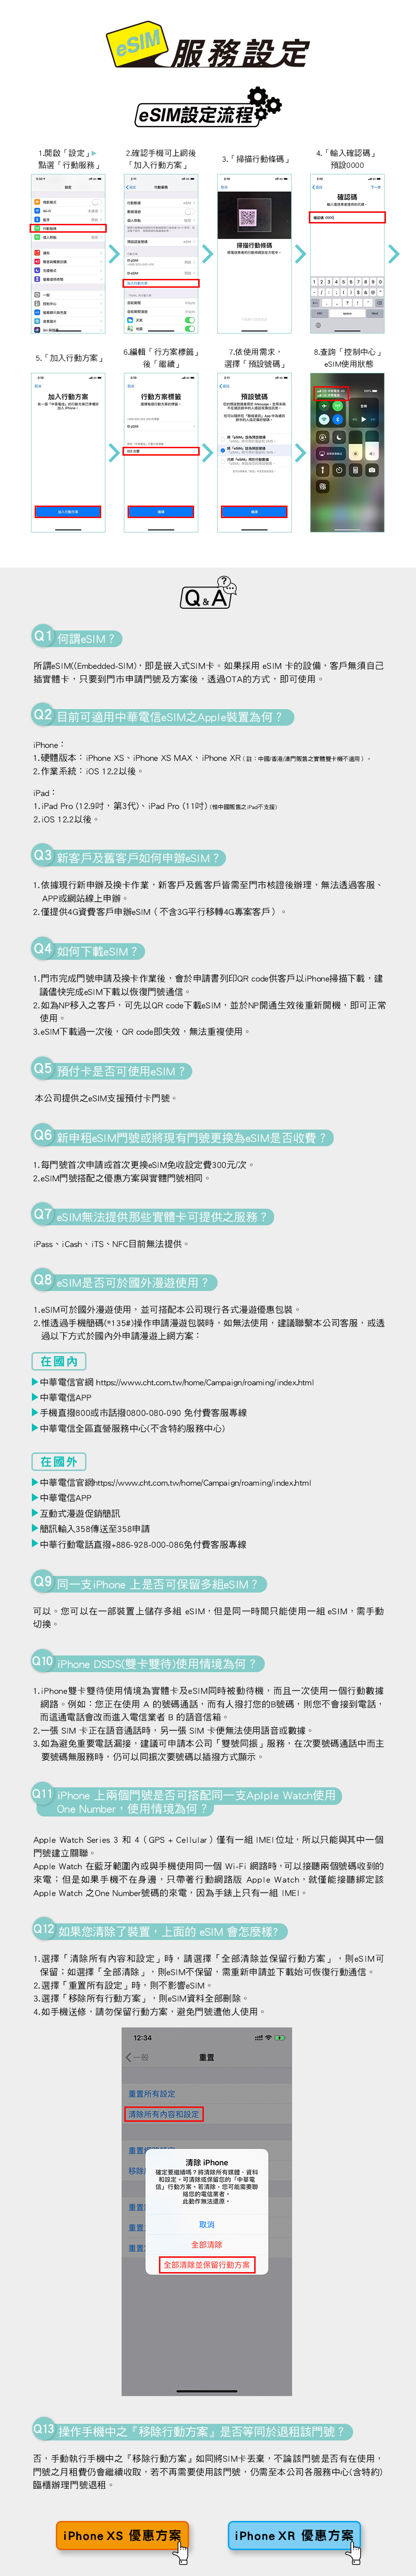 eSIM 服務設定
eSIM設定流程
1.開啟「設定」▶
點選「行動服務」
2.確認手機可上網後
「加入行動方案」
3.「掃描行動條碼」
4.「輸入確認碼」
預設0000
設定
行動服務
加入行動方案
掃描行動條碼
確認碼
5.「加入行動方案」
6.編輯「行方案標籤」
後「繼續」
7.依使用需求，
選擇「預設號碼」
8.查詢「控制中心」
eSIM使用狀態
加入行動方案
加入行動方案
行動方案標籤
繼續
預設號碼
繼續
Q&A
Q1 何謂eSIM？
所謂eSIM((Embedded-SIM)，即是嵌入式SIM卡。如果採用 eSIM 卡的設備，客戶無須自己
插實體卡，只要到門市申請門號及方案後，透過OTA的方式，即可使用。
Q2 目前可適用中華電信eSIM之Apple裝置為何？
iPhone：
1.硬體版本：iPhone XS、iPhone XS MAX、iPhone XR（註：中國/香港/澳門販售之實體雙卡機不適用）。
2.作業系統：iOS 12.2以後。
iPad：
1.iPad Pro (12.9吋，第3代)、iPad Pro (11吋) (惟中國販售之iPad不支援)
2.iOS 12.2以後。
Q3 新客戶及舊客戶如何申辦eSIM？
1.依據現行新申辦及換卡作業，新客戶及舊客戶皆需至門市核證後辦理，無法透過客服、
APP或網站線上申辦。
2.僅提供4G資費客戶申辦eSIM（不含3G平行移轉4G專案客戶）。
Q4 如何下載eSIM？
1.門市完成門號申請及換卡作業後，會於申請書列印QR code供客戶以iPhone掃描下載，建
議儘快完成eSIM下載以恢復門號通信。
2.如為NP移入之客戶，可先以QR code下載eSIM，並於NP開通生效後重新開機，即可正常
使用。
3.eSIM下載過一次後，QR code即失效，無法重複使用。
Q5 預付卡是否可使用eSIM？
本公司提供之eSIM支援預付卡門號。
Q6 新申租eSIM門號或將現有門號更換為eSIM是否收費？
1.每門號首次申請或首次更換eSIM免收設定費300元/次。
2.eSIM門號搭配之優惠方案與實體門號相同。
Q7 eSIM無法提供那些實體卡可提供之服務？
iPass、iCash、iTS、NFC目前無法提供。
Q8 eSIM是否可於國外漫遊使用？
1.eSIM可於國外漫遊使用，並可搭配本公司現行各式漫遊優惠包裝。
2.惟透過手機簡碼(*135#)操作申請漫遊包裝時，如無法使用，建議聯繫本公司客服，或透
過以下方式於國內外申請漫遊上網方案：
在國內
▶中華電信官網 https://www.cht.com.tw/home/Campaign/roaming/index.html
▶中華電信APP
▶手機直撥800或市話撥0800-080-090 免付費客服專線
▶中華電信全區直營服務中心(不含特約服務中心)
在國外
▶中華電信官網https://www.cht.com.tw/home/Campaign/roaming/index.html
▶中華電信APP
▶互動式漫遊促銷簡訊
▶簡訊輸入358傳送至358申請
▶中華行動電話直撥+886-928-000-086免付費客服專線
Q9 同一支iPhone 上是否可保留多組eSIM？
可以。您可以在一部裝置上儲存多組 eSIM，但是同一時間只能使用一組 eSIM，需手動
切換。
Q10 iPhone DSDS(雙卡雙待)使用情境為何？
1.iPhone雙卡雙待使用情境為實體卡及eSIM同時被動待機，而且一次使用一個行動數據
網路。例如：您正在使用 A 的號碼通話，而有人撥打您的B號碼，則您不會接到電話，
而這通電話會改而進入電信業者 B 的語音信箱。
2.一張 SIM 卡正在語音通話時，另一張 SIM 卡便無法使用語音或數據。
3.如為避免重要電話漏接，建議可申請本公司「雙號同振」服務，在次要號碼通話中而主
要號碼無服務時，仍可以同振次要號碼以插撥方式顯示。
Q11 iPhone 上兩個門號是否可搭配同一支Aplple Watch使用
One Number，使用情境為何？
Apple Watch Series 3 和 4（GPS + Cellular）僅有一組 IMEI 位址，所以只能與其中一個
門號建立關聯。
Apple Watch 在藍牙範圍內或與手機使用同一個 Wi-Fi 網路時，可以接聽兩個號碼收到的
來電；但是如果手機不在身邊，只帶著行動網路版 Apple Watch，就僅能接聽綁定該
Apple Watch 之One Number號碼的來電，因為手錶上只有一組 IMEI。
Q12 如果您清除了裝置，上面的 eSIM 會怎麼樣?
1.選擇「清除所有內容和設定」時，請選擇「全部清除並保留行動方案」，則eSIM可
保留；如選擇「全部清除」，則eSIM不保留，需重新申請並下載始可恢復行動通信。
2.選擇「重置所有設定」時，則不影響eSIM。
3.選擇「移除所有行動方案」，則eSIM資料全部刪除。
4.如手機送修，請勿保留行動方案，避免門號遭他人使用。
12:34
一般
重置
重置所有設定
清除所有內容和設定
清除 iPhone
確定要繼續嗎？將清除所有媒體、資料
和設定。可清除或保留您的「中華電
信」行動方案。若清除，您可能需要聯
絡您的電信業者。
此動作無法還原。
取消
全部清除
全部清除並保留行動方案
Q13 操作手機中之『移除行動方案』是否等同於退租該門號？
否，手動執行手機中之『移除行動方案』如同將SIM卡丟棄，不論該門號是否有在使用，
門號之月租費仍會繼續收取，若不再需要使用該門號，仍需至本公司各服務中心(含特約)
臨櫃辦理門號退租。
iPhone XS 優惠方案
iPhone XR 優惠方案